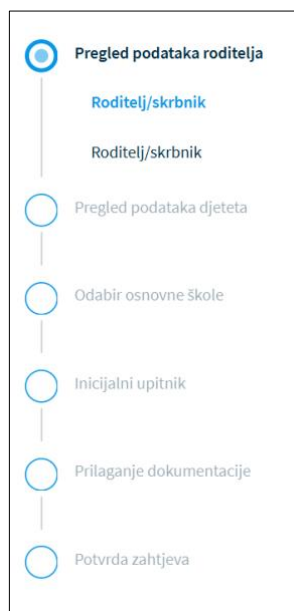 Pregled podataka roditelja
Roditelj/skrbnik
Roditelj/skrbnik
Pregled podataka djeteta
Odabir osnovne škole
Inicijalni upitnik
Prilaganje dokumentacije
Potvrda zahtjeva